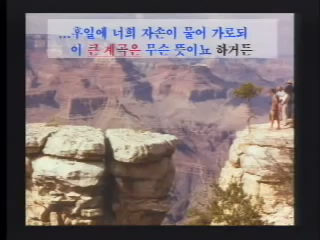 ...후일에 너희 자손이 물어 가로되
이 큰 계곡은 무슨 뜻이뇨 하거든